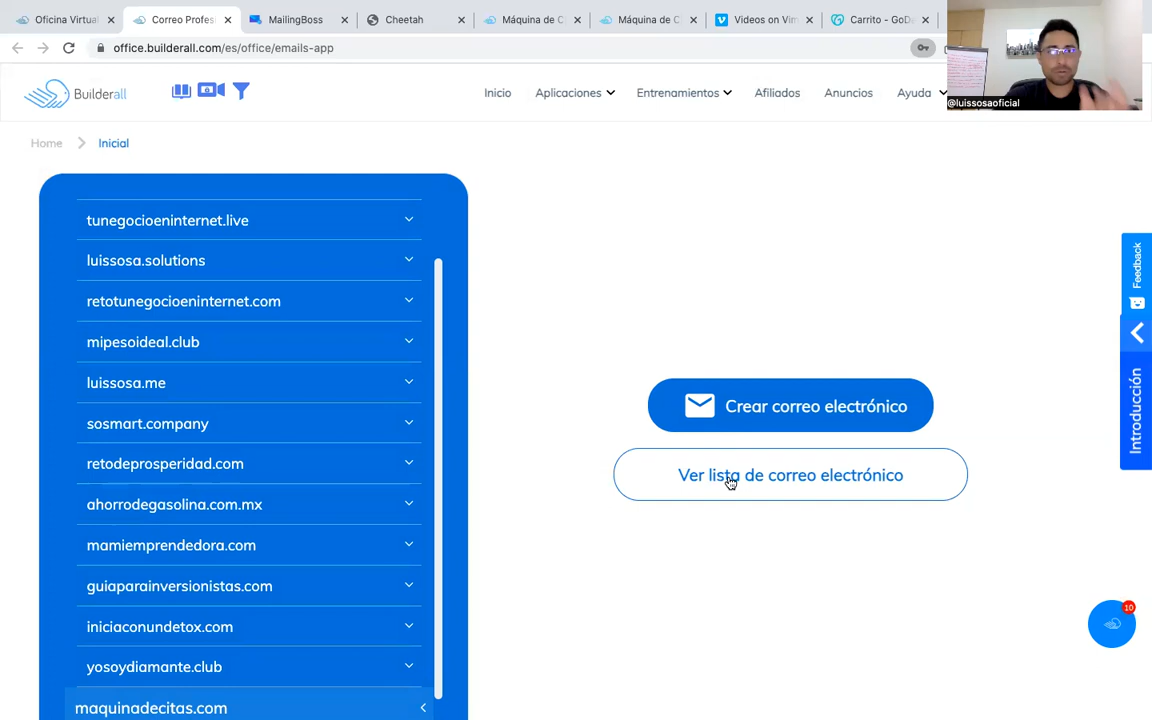 Oficina Virtual
Correo Profes
MailingBoss
Cheetah
Máquina de C
Máquina de C
Videos on Vim
Carrito - GoDa
office.builderall.com/es/office/emails-app
Builderall
Inicio
Aplicaciones
Entrenamientos
Afiliados
Anuncios
Ayuda
@luissosaoficial
Home
Inicial
tunegocioeninternet.live
luissosa.solutions
retotunegocioeninternet.com
mipesoideal.club
luissosa.me
sosmart.company
retodeprosperidad.com
ahorrodegasolina.com.mx
mamiemprendedora.com
guiaparainversionistas.com
iniciaconundetox.com
yosoydiamante.club
maquinadecitas.com
Crear correo electrónico
Ver lista de correo electrónico
Feedback
Introducción
10